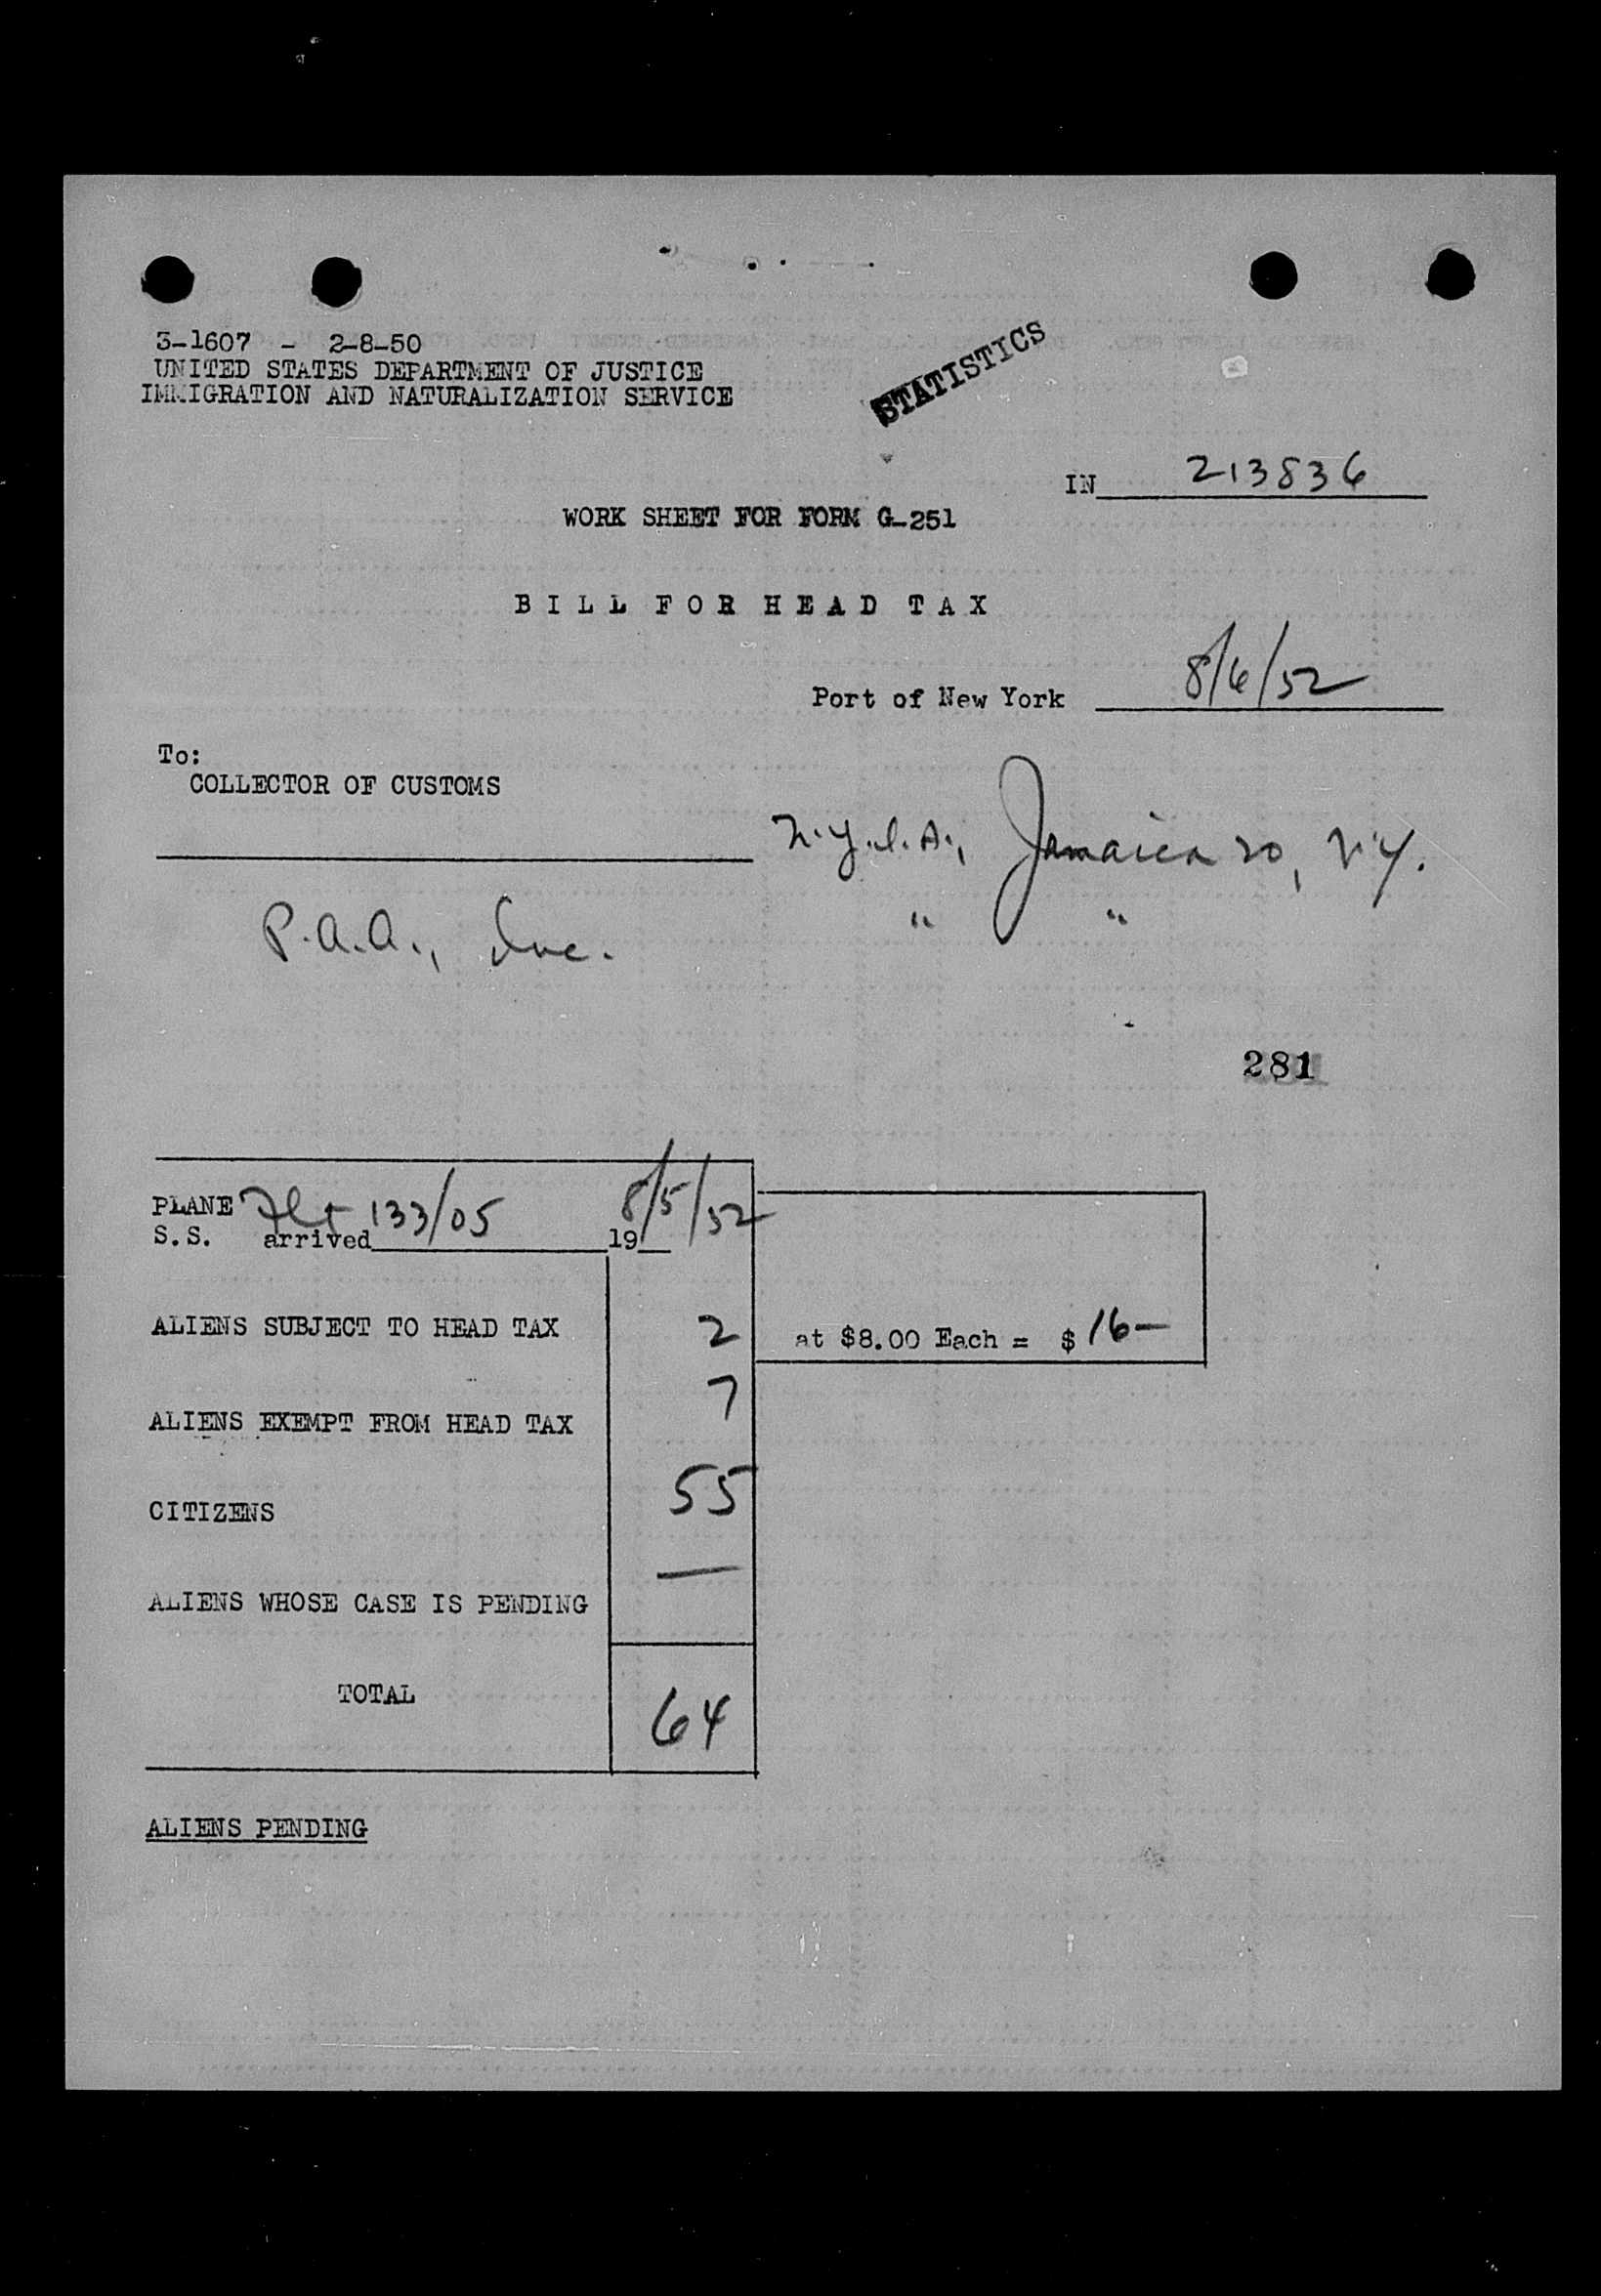 3-1607 - 2-8-50
UNITED STATES DEPARTMENT OF JUSTICE
IMMIGRATION AND NATURALIZATION SERVICE
STATISTICS
IN 213836
WORK SHEET FOR FORM G-251
BILL FOR HEAD TAX
Port of New York 8/6/52
To:
COLLECTOR OF CUSTOMS
N.Y.I.A., Jamaica 20, N.Y.
P.A.A., Inc. " "
281
PLANE Flt 133/05 8/5/52
S.S. arrived 19
ALIENS SUBJECT TO HEAD TAX 2 at $8.00 Each = $ 16—
ALIENS EXEMPT FROM HEAD TAX 7
CITIZENS 55
ALIENS WHOSE CASE IS PENDING —
TOTAL 64
ALIENS PENDING